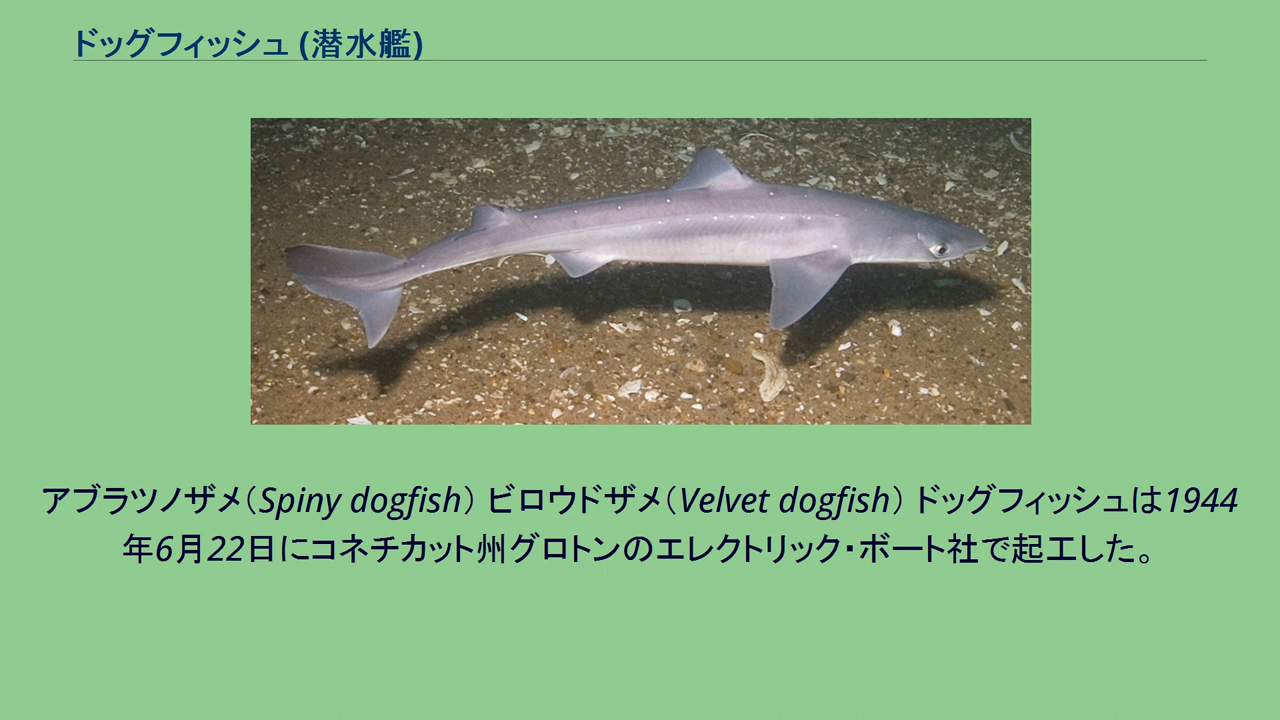 ドッグフィッシュ (潜水艦)
アブラツノザメ（Spiny dogfish） ビロウドザメ（Velvet dogfish） ドッグフィッシュは1944
年6月22日にコネチカット州グロトンのエレクトリック・ボート社で起工した。